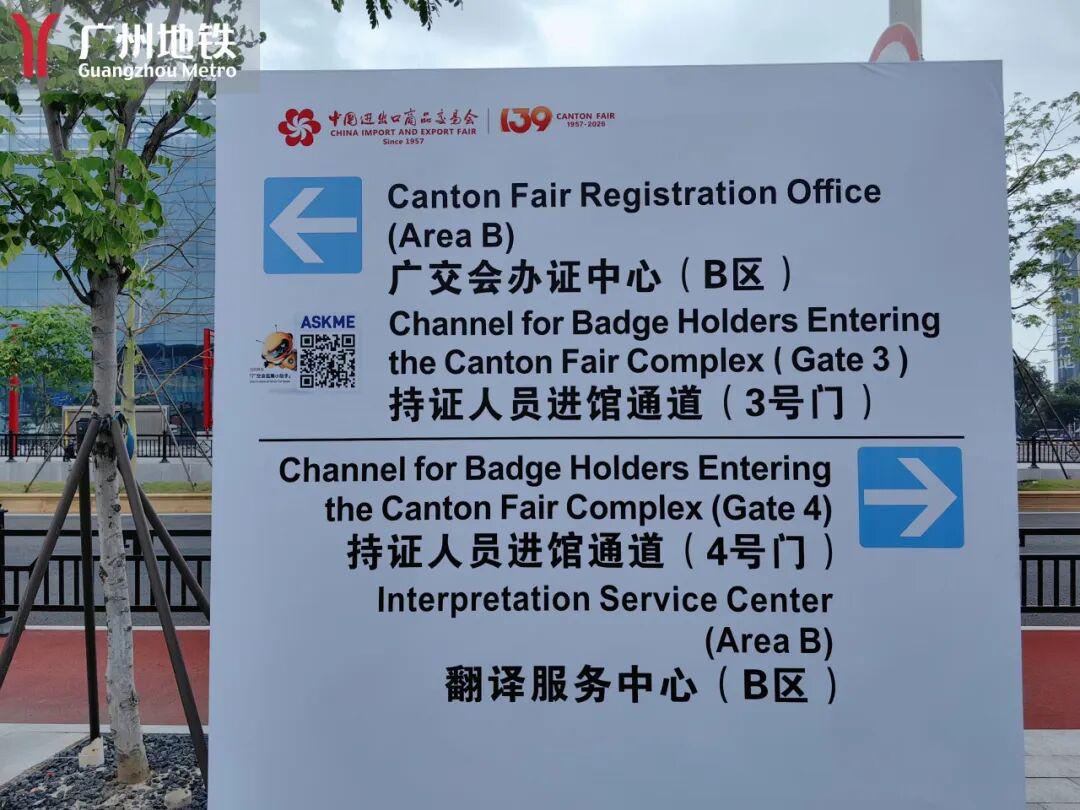 广州地铁
Guangzhou Metro
中国进出口商品交易会
CHINA IMPORT AND EXPORT FAIR
Since 1957
139
CANTON FAIR
1957-2026
Canton Fair Registration Office
(Area B)
广交会办证中心（B区）
ASKME
Channel for Badge Holders Entering
the Canton Fair Complex ( Gate 3 )
持证人员进馆通道（3号门）
Channel for Badge Holders Entering
the Canton Fair Complex (Gate 4)
持证人员进馆通道（4号门）
Interpretation Service Center
(Area B)
翻译服务中心（B区）